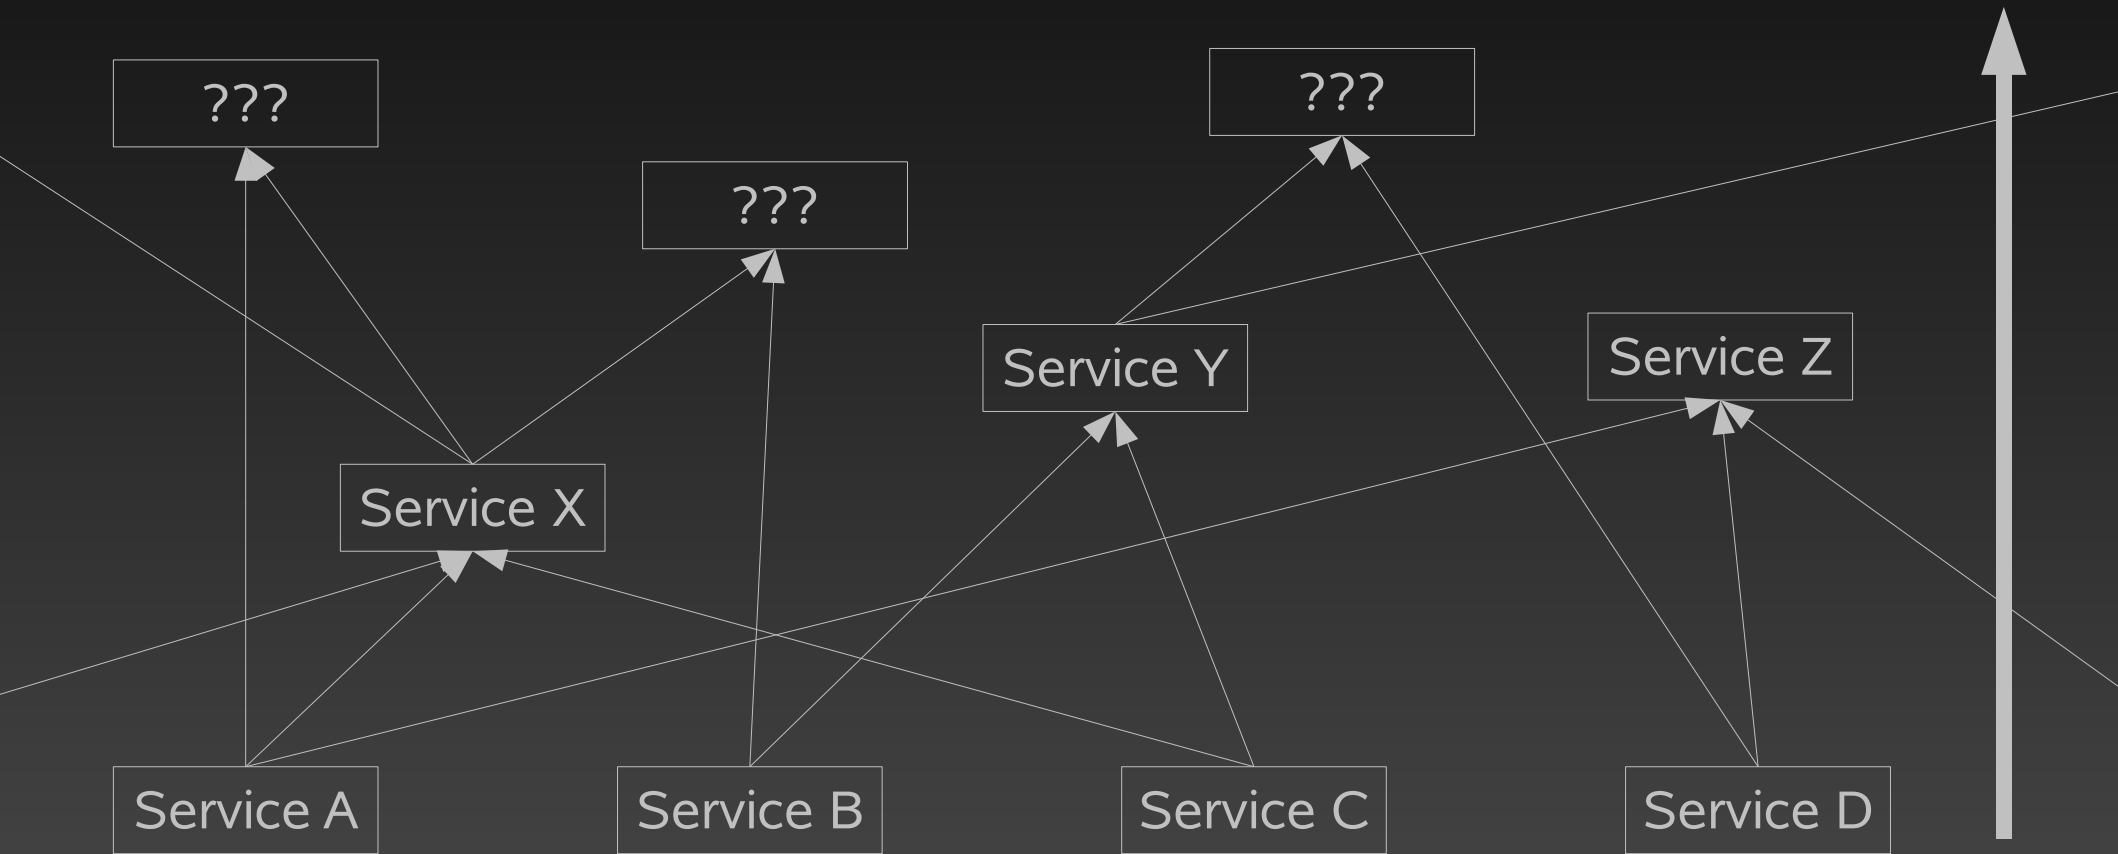 ???
???
???
Service Y
Service Z
Service X
Service A
Service B
Service C
Service D